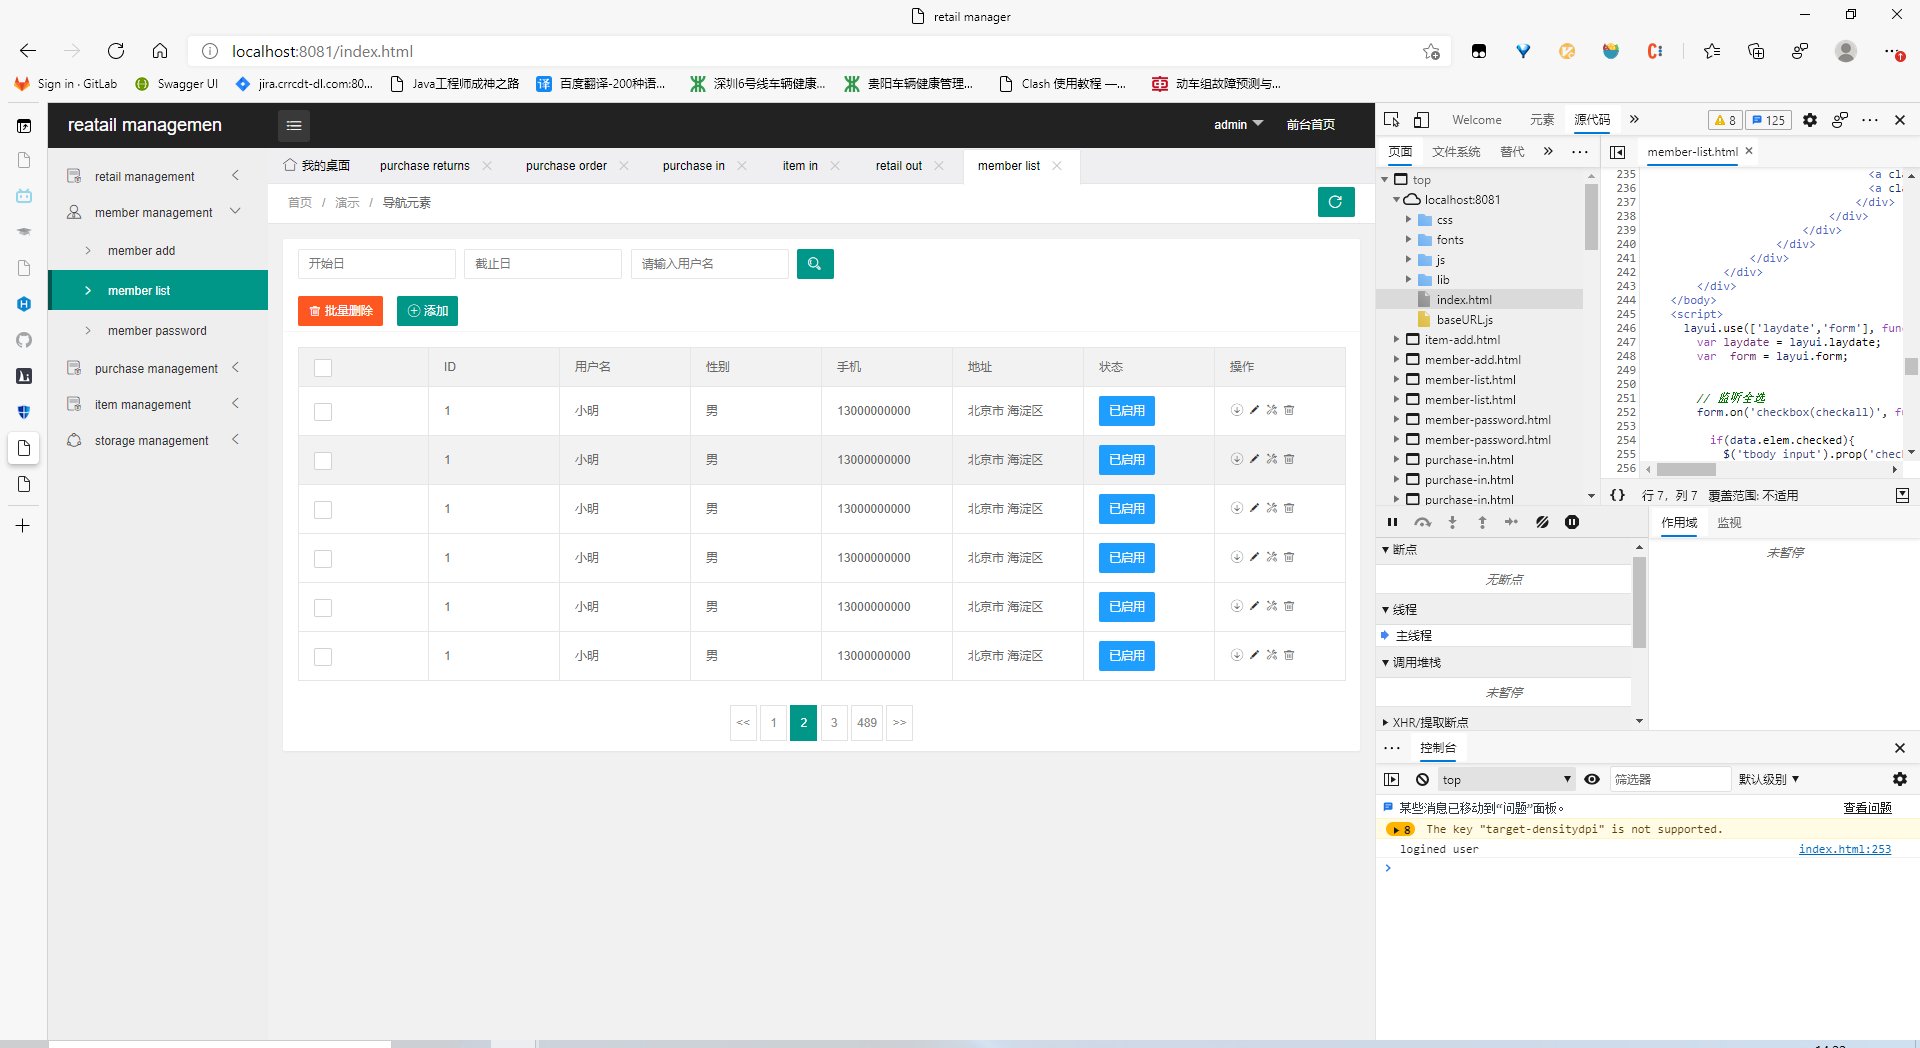 retail manager
localhost:8081/index.html
Sign in · GitLab
Swagger UI
jira.crrcdt-dl.com:80...
Java工程师成神之路
百度翻译-200种语...
深圳6号线车辆健康...
贵阳车辆健康管理...
Clash 使用教程 —...
动车组故障预测与...
reatail managemen
admin
前台首页
retail management
member management
member add
member list
member password
purchase management
item management
storage management
我的桌面
purchase returns
purchase order
purchase in
item in
retail out
member list
首页 / 演示 / 导航元素
开始日
截止日
请输入用户名
批量删除
添加
ID 用户名 性别 手机 地址 状态 操作
1 小明 男 13000000000 北京市 海淀区 已启用
1 小明 男 13000000000 北京市 海淀区 已启用
1 小明 男 13000000000 北京市 海淀区 已启用
1 小明 男 13000000000 北京市 海淀区 已启用
1 小明 男 13000000000 北京市 海淀区 已启用
1 小明 男 13000000000 北京市 海淀区 已启用
<< 1 2 3 489 >>
Welcome 元素 源代码 » 8 125
页面 文件系统 替代 »
member-list.html
top
localhost:8081
css
fonts
js
lib
index.html
baseURL.js
item-add.html
member-add.html
member-list.html
member-list.html
member-password.html
member-password.html
purchase-in.html
purchase-in.html
purchase-in.html
235 <a cl
236 <a cl
237 </div>
238 </div>
239 </div>
240 </div>
241 </div>
242 </div>
243 </div>
244 </body>
245 <script>
246 layui.use(['laydate','form'], fun
247 var laydate = layui.laydate;
248 var form = layui.form;
249
250
251 // 监听全选
252 form.on('checkbox(checkall)', fu
253
254 if(data.elem.checked){
255 $('tbody input').prop('chec
256
{} 行 7，列 7 覆盖范围: 不适用
作用域 监视
未暂停
断点
无断点
线程
主线程
调用堆栈
未暂停
XHR/提取断点
控制台
top
筛选器
默认级别
某些消息已移动到“问题”面板。
查看问题
8 The key "target-densitydpi" is not supported.
logined user
index.html:253